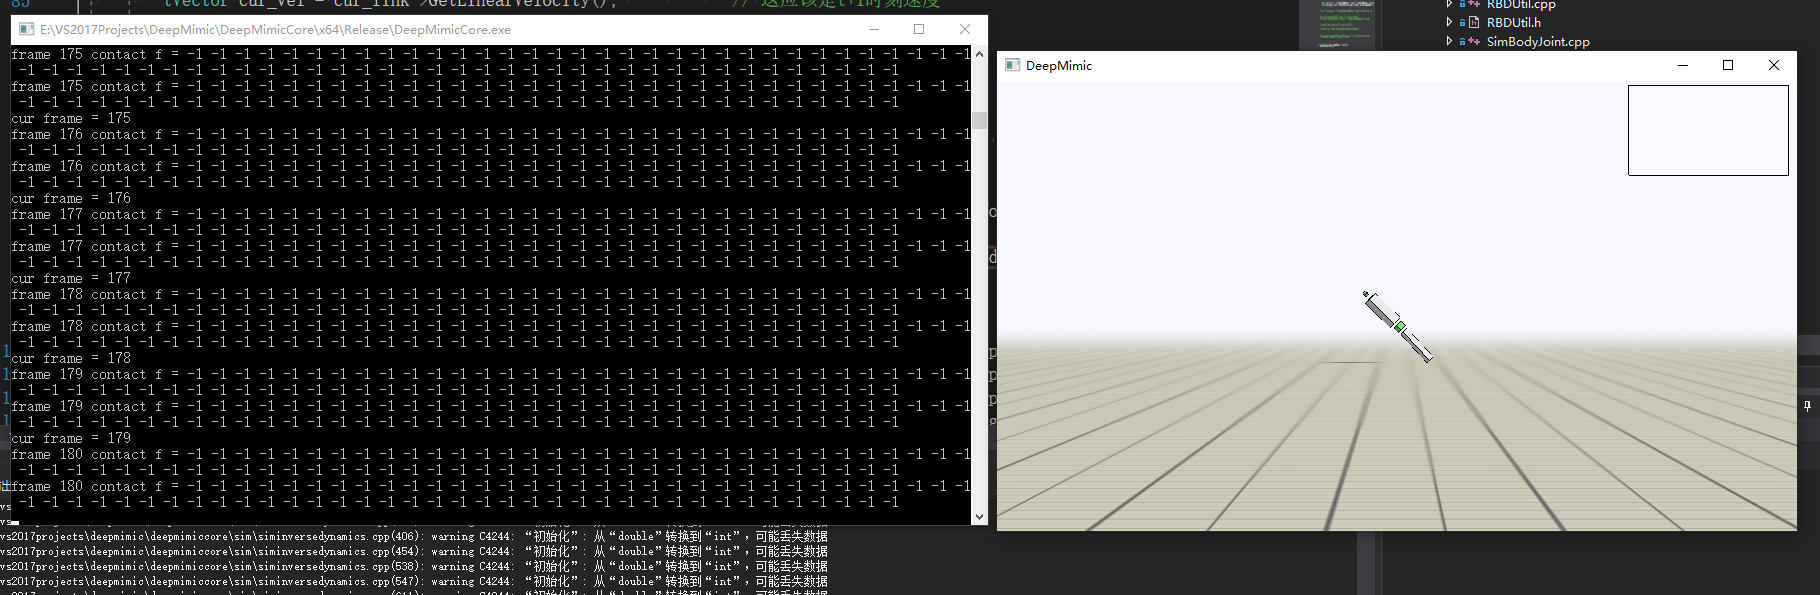 85 tVector cur_vel = cur_link->GetLinearVelocity(); // 这应该是t+1时刻速度
E:\VS2017Projects\DeepMimic\DeepMimicCore\x64\Release\DeepMimicCore.exe
frame 175 contact f = -1 -1 -1 -1 -1 -1 -1 -1 -1 -1 -1 -1 -1 -1 -1 -1 -1 -1 -1 -1 -1 -1 -1 -1 -1 -1 -1 -1 -1 -1 -1 -1 -1
-1 -1 -1 -1 -1 -1 -1 -1 -1 -1 -1 -1 -1 -1 -1 -1 -1 -1 -1 -1 -1 -1 -1 -1 -1 -1 -1 -1 -1 -1 -1 -1 -1 -1 -1 -1 -1
frame 175 contact f = -1 -1 -1 -1 -1 -1 -1 -1 -1 -1 -1 -1 -1 -1 -1 -1 -1 -1 -1 -1 -1 -1 -1 -1 -1 -1 -1 -1 -1 -1 -1 -1 -1
-1 -1 -1 -1 -1 -1 -1 -1 -1 -1 -1 -1 -1 -1 -1 -1 -1 -1 -1 -1 -1 -1 -1 -1 -1 -1 -1 -1 -1 -1 -1 -1 -1 -1 -1 -1 -1
cur frame = 175
frame 176 contact f = -1 -1 -1 -1 -1 -1 -1 -1 -1 -1 -1 -1 -1 -1 -1 -1 -1 -1 -1 -1 -1 -1 -1 -1 -1 -1 -1 -1 -1 -1 -1 -1 -1
-1 -1 -1 -1 -1 -1 -1 -1 -1 -1 -1 -1 -1 -1 -1 -1 -1 -1 -1 -1 -1 -1 -1 -1 -1 -1 -1 -1 -1 -1 -1 -1 -1 -1 -1 -1 -1
frame 176 contact f = -1 -1 -1 -1 -1 -1 -1 -1 -1 -1 -1 -1 -1 -1 -1 -1 -1 -1 -1 -1 -1 -1 -1 -1 -1 -1 -1 -1 -1 -1 -1 -1 -1
-1 -1 -1 -1 -1 -1 -1 -1 -1 -1 -1 -1 -1 -1 -1 -1 -1 -1 -1 -1 -1 -1 -1 -1 -1 -1 -1 -1 -1 -1 -1 -1 -1 -1 -1 -1 -1
cur frame = 176
frame 177 contact f = -1 -1 -1 -1 -1 -1 -1 -1 -1 -1 -1 -1 -1 -1 -1 -1 -1 -1 -1 -1 -1 -1 -1 -1 -1 -1 -1 -1 -1 -1 -1 -1 -1
-1 -1 -1 -1 -1 -1 -1 -1 -1 -1 -1 -1 -1 -1 -1 -1 -1 -1 -1 -1 -1 -1 -1 -1 -1 -1 -1 -1 -1 -1 -1 -1 -1 -1 -1 -1 -1
frame 177 contact f = -1 -1 -1 -1 -1 -1 -1 -1 -1 -1 -1 -1 -1 -1 -1 -1 -1 -1 -1 -1 -1 -1 -1 -1 -1 -1 -1 -1 -1 -1 -1 -1 -1
-1 -1 -1 -1 -1 -1 -1 -1 -1 -1 -1 -1 -1 -1 -1 -1 -1 -1 -1 -1 -1 -1 -1 -1 -1 -1 -1 -1 -1 -1 -1 -1 -1 -1 -1 -1 -1
cur frame = 177
frame 178 contact f = -1 -1 -1 -1 -1 -1 -1 -1 -1 -1 -1 -1 -1 -1 -1 -1 -1 -1 -1 -1 -1 -1 -1 -1 -1 -1 -1 -1 -1 -1 -1 -1 -1
-1 -1 -1 -1 -1 -1 -1 -1 -1 -1 -1 -1 -1 -1 -1 -1 -1 -1 -1 -1 -1 -1 -1 -1 -1 -1 -1 -1 -1 -1 -1 -1 -1 -1 -1 -1 -1
frame 178 contact f = -1 -1 -1 -1 -1 -1 -1 -1 -1 -1 -1 -1 -1 -1 -1 -1 -1 -1 -1 -1 -1 -1 -1 -1 -1 -1 -1 -1 -1 -1 -1 -1 -1
-1 -1 -1 -1 -1 -1 -1 -1 -1 -1 -1 -1 -1 -1 -1 -1 -1 -1 -1 -1 -1 -1 -1 -1 -1 -1 -1 -1 -1 -1 -1 -1 -1 -1 -1 -1 -1
cur frame = 178
frame 179 contact f = -1 -1 -1 -1 -1 -1 -1 -1 -1 -1 -1 -1 -1 -1 -1 -1 -1 -1 -1 -1 -1 -1 -1 -1 -1 -1 -1 -1 -1 -1 -1 -1 -1
-1 -1 -1 -1 -1 -1 -1 -1 -1 -1 -1 -1 -1 -1 -1 -1 -1 -1 -1 -1 -1 -1 -1 -1 -1 -1 -1 -1 -1 -1 -1 -1 -1 -1 -1 -1 -1
frame 179 contact f = -1 -1 -1 -1 -1 -1 -1 -1 -1 -1 -1 -1 -1 -1 -1 -1 -1 -1 -1 -1 -1 -1 -1 -1 -1 -1 -1 -1 -1 -1 -1 -1 -1
-1 -1 -1 -1 -1 -1 -1 -1 -1 -1 -1 -1 -1 -1 -1 -1 -1 -1 -1 -1 -1 -1 -1 -1 -1 -1 -1 -1 -1 -1 -1 -1 -1 -1 -1 -1 -1
cur frame = 179
frame 180 contact f = -1 -1 -1 -1 -1 -1 -1 -1 -1 -1 -1 -1 -1 -1 -1 -1 -1 -1 -1 -1 -1 -1 -1 -1 -1 -1 -1 -1 -1 -1 -1 -1 -1
-1 -1 -1 -1 -1 -1 -1 -1 -1 -1 -1 -1 -1 -1 -1 -1 -1 -1 -1 -1 -1 -1 -1 -1 -1 -1 -1 -1 -1 -1 -1 -1 -1 -1 -1 -1 -1
frame 180 contact f = -1 -1 -1 -1 -1 -1 -1 -1 -1 -1 -1 -1 -1 -1 -1 -1 -1 -1 -1 -1 -1 -1 -1 -1 -1 -1 -1 -1 -1 -1 -1 -1 -1
-1 -1 -1 -1 -1 -1 -1 -1 -1 -1 -1 -1 -1 -1 -1 -1 -1 -1 -1 -1 -1 -1 -1 -1 -1 -1 -1 -1 -1 -1 -1 -1 -1 -1 -1 -1 -1
vs2017projects\deepmimic\deepmimiccore\sim\siminversedynamics.cpp(406): warning C4244: “初始化”: 从“double”转换到“int”，可能丢失数据
vs2017projects\deepmimic\deepmimiccore\sim\siminversedynamics.cpp(454): warning C4244: “初始化”: 从“double”转换到“int”，可能丢失数据
vs2017projects\deepmimic\deepmimiccore\sim\siminversedynamics.cpp(538): warning C4244: “初始化”: 从“double”转换到“int”，可能丢失数据
vs2017projects\deepmimic\deepmimiccore\sim\siminversedynamics.cpp(547): warning C4244: “初始化”: 从“double”转换到“int”，可能丢失数据
RBDUtil.cpp
RBDUtil.h
SimBodyJoint.cpp
DeepMimic